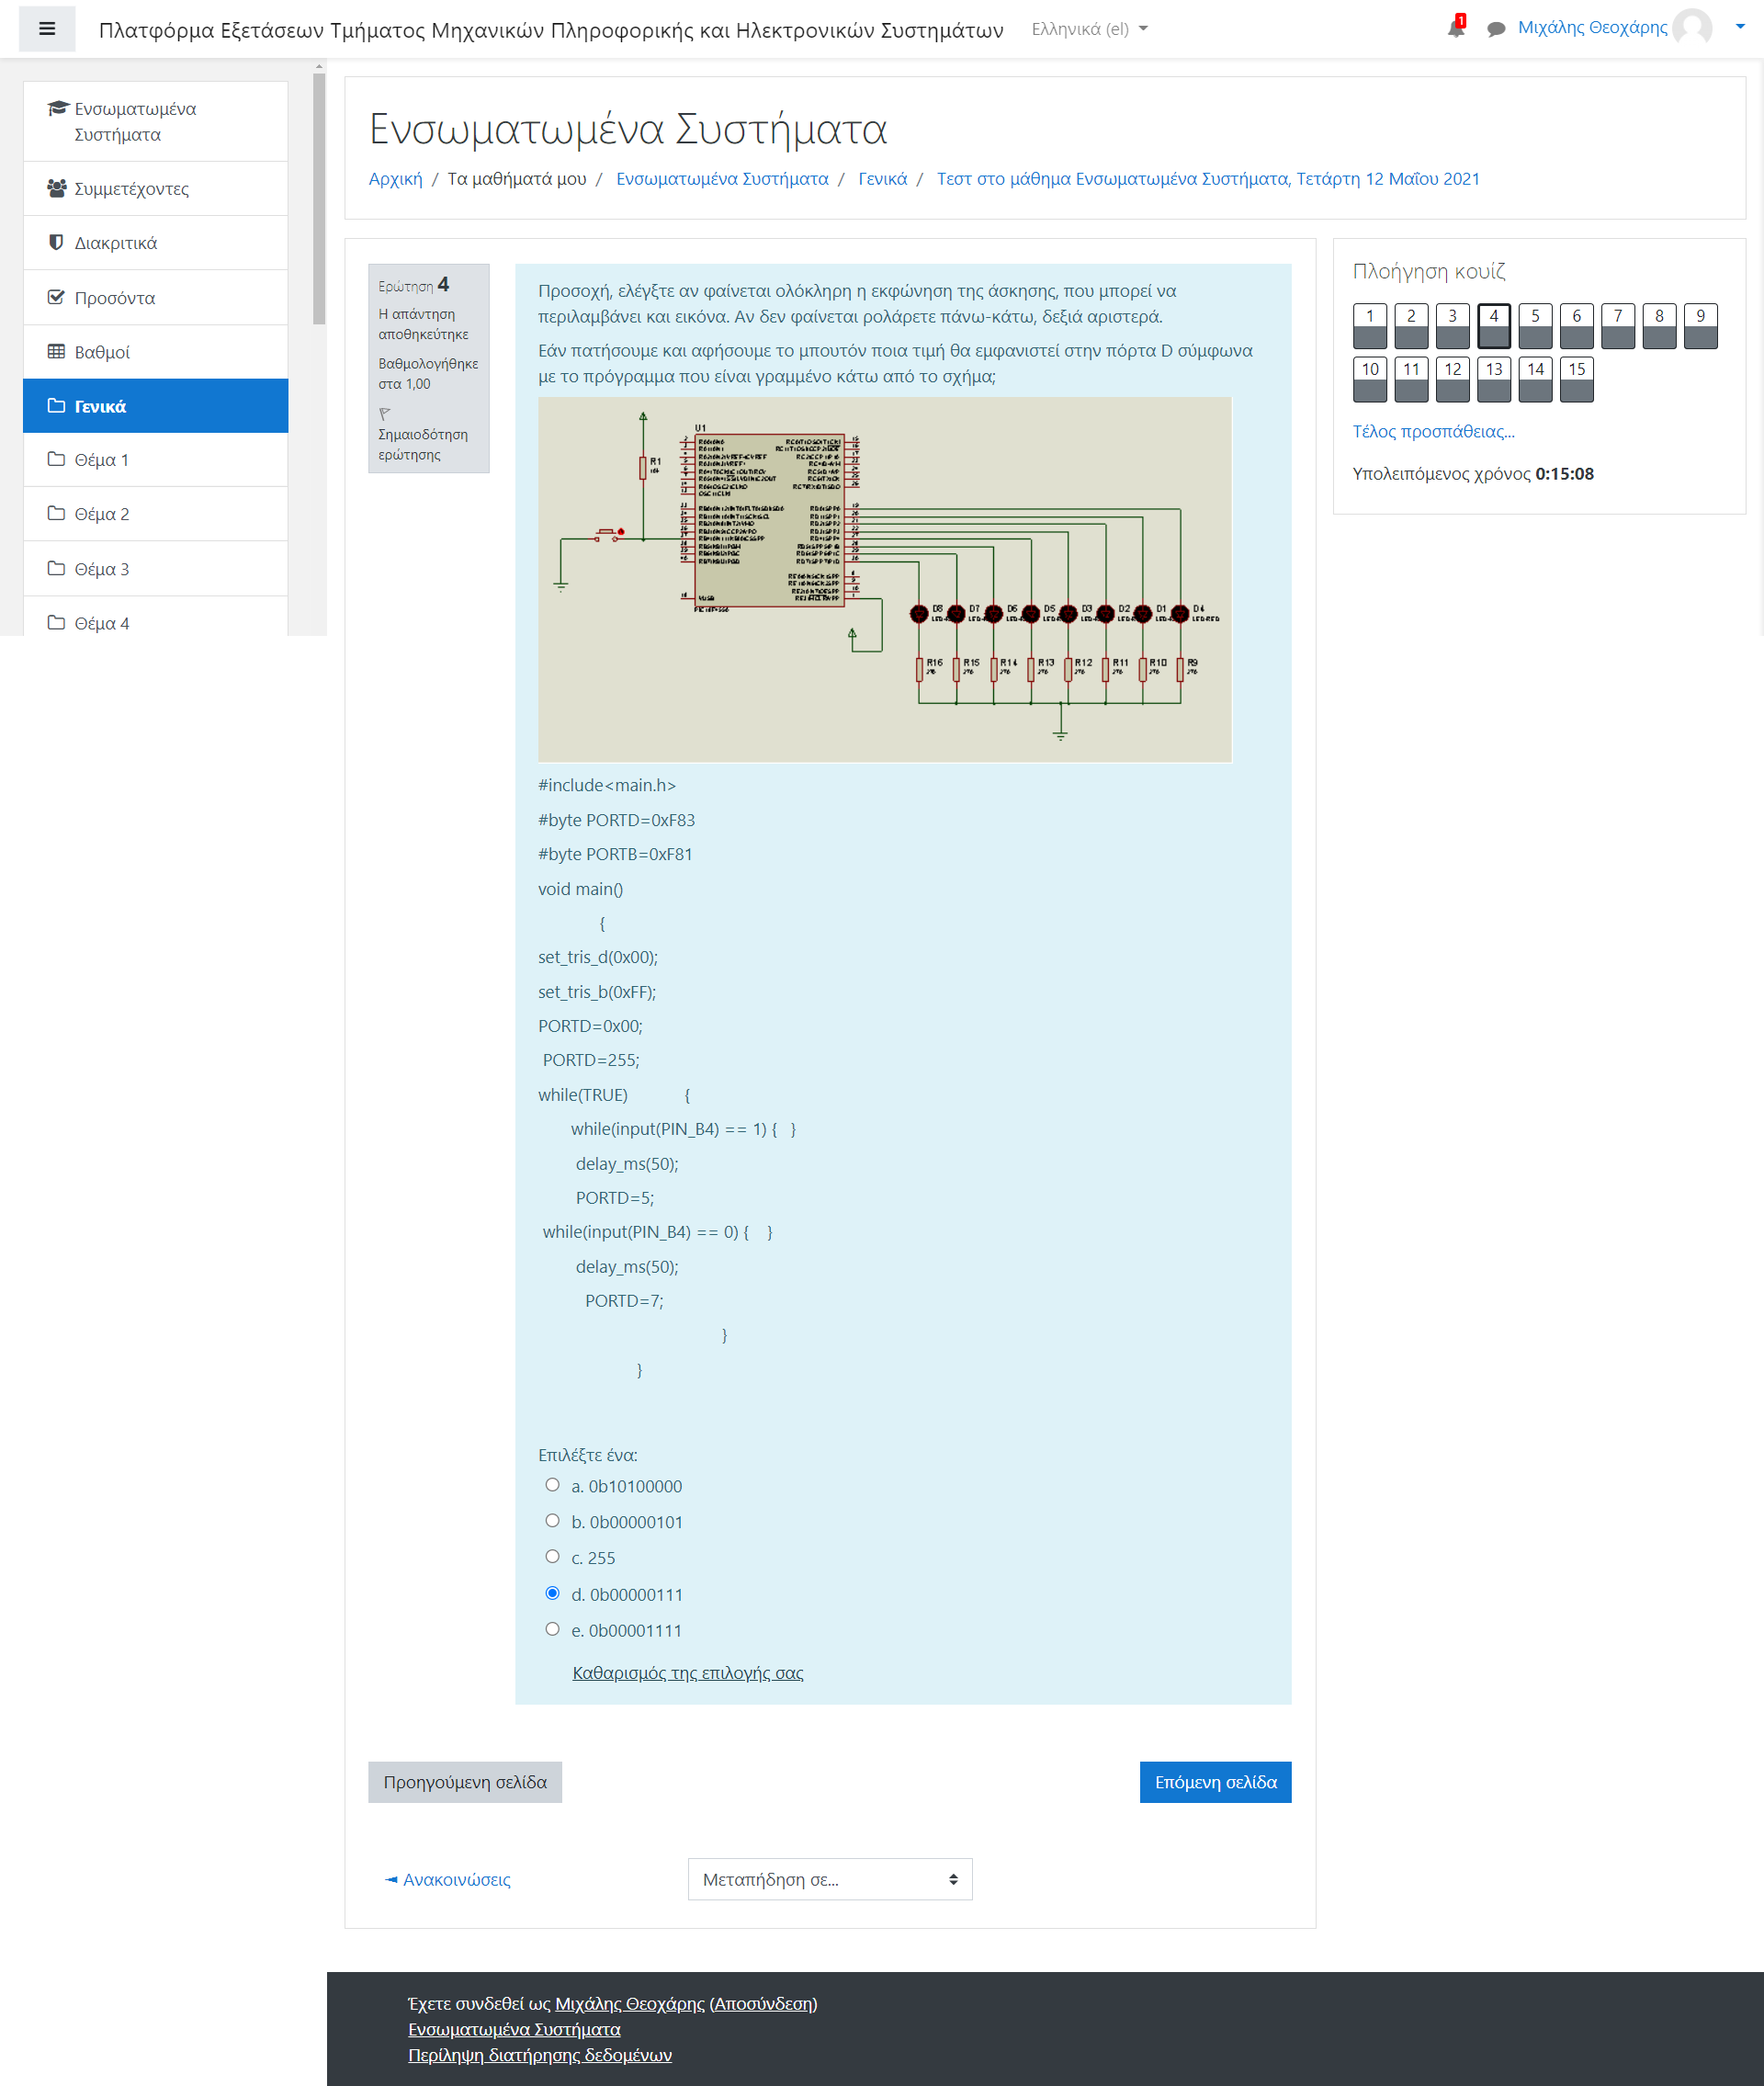 Πλατφόρμα Εξετάσεων Τμήματος Μηχανικών Πληροφορικής και Ηλεκτρονικών Συστημάτων
Ελληνικά (el)
1
Μιχάλης Θεοχάρης
Ενσωματωμένα
Συστήματα
Συμμετέχοντες
Διακριτικά
Προσόντα
Βαθμοί
Γενικά
Θέμα 1
Θέμα 2
Θέμα 3
Θέμα 4
Ενσωματωμένα Συστήματα
Αρχική / Τα μαθήματά μου / Ενσωματωμένα Συστήματα / Γενικά / Τεστ στο μάθημα Ενσωματωμένα Συστήματα, Τετάρτη 12 Μαΐου 2021
Ερώτηση 4
Η απάντηση
αποθηκεύτηκε
Βαθμολογήθηκε
στα 1,00
Σημαιοδότηση
ερώτησης
Προσοχή, ελέγξτε αν φαίνεται ολόκληρη η εκφώνηση της άσκησης, που μπορεί να
περιλαμβάνει και εικόνα. Αν δεν φαίνεται ρολάρετε πάνω-κάτω, δεξιά αριστερά.
Εάν πατήσουμε και αφήσουμε το μπουτόν ποια τιμή θα εμφανιστεί στην πόρτα D σύμφωνα
με το πρόγραμμα που είναι γραμμένο κάτω από το σχήμα;
U1
R1
D8 D7 D6 D5 D3 D2 D1 D4
R16 R15 R14 R13 R12 R11 R10 R9
#include<main.h>
#byte PORTD=0xF83
#byte PORTB=0xF81
void main()
{
set_tris_d(0x00);
set_tris_b(0xFF);
PORTD=0x00;
PORTD=255;
while(TRUE) {
while(input(PIN_B4) == 1) { }
delay_ms(50);
PORTD=5;
while(input(PIN_B4) == 0) { }
delay_ms(50);
PORTD=7;
}
}
Επιλέξτε ένα:
a. 0b10100000
b. 0b00000101
c. 255
d. 0b00000111
e. 0b00001111
Καθαρισμός της επιλογής σας
Προηγούμενη σελίδα
Επόμενη σελίδα
◄ Ανακοινώσεις
Μεταπήδηση σε...
Πλοήγηση κουίζ
1 2 3 4 5 6 7 8 9
10 11 12 13 14 15
Τέλος προσπάθειας...
Υπολειπόμενος χρόνος 0:15:08
Έχετε συνδεθεί ως Μιχάλης Θεοχάρης (Αποσύνδεση)
Ενσωματωμένα Συστήματα
Περίληψη διατήρησης δεδομένων